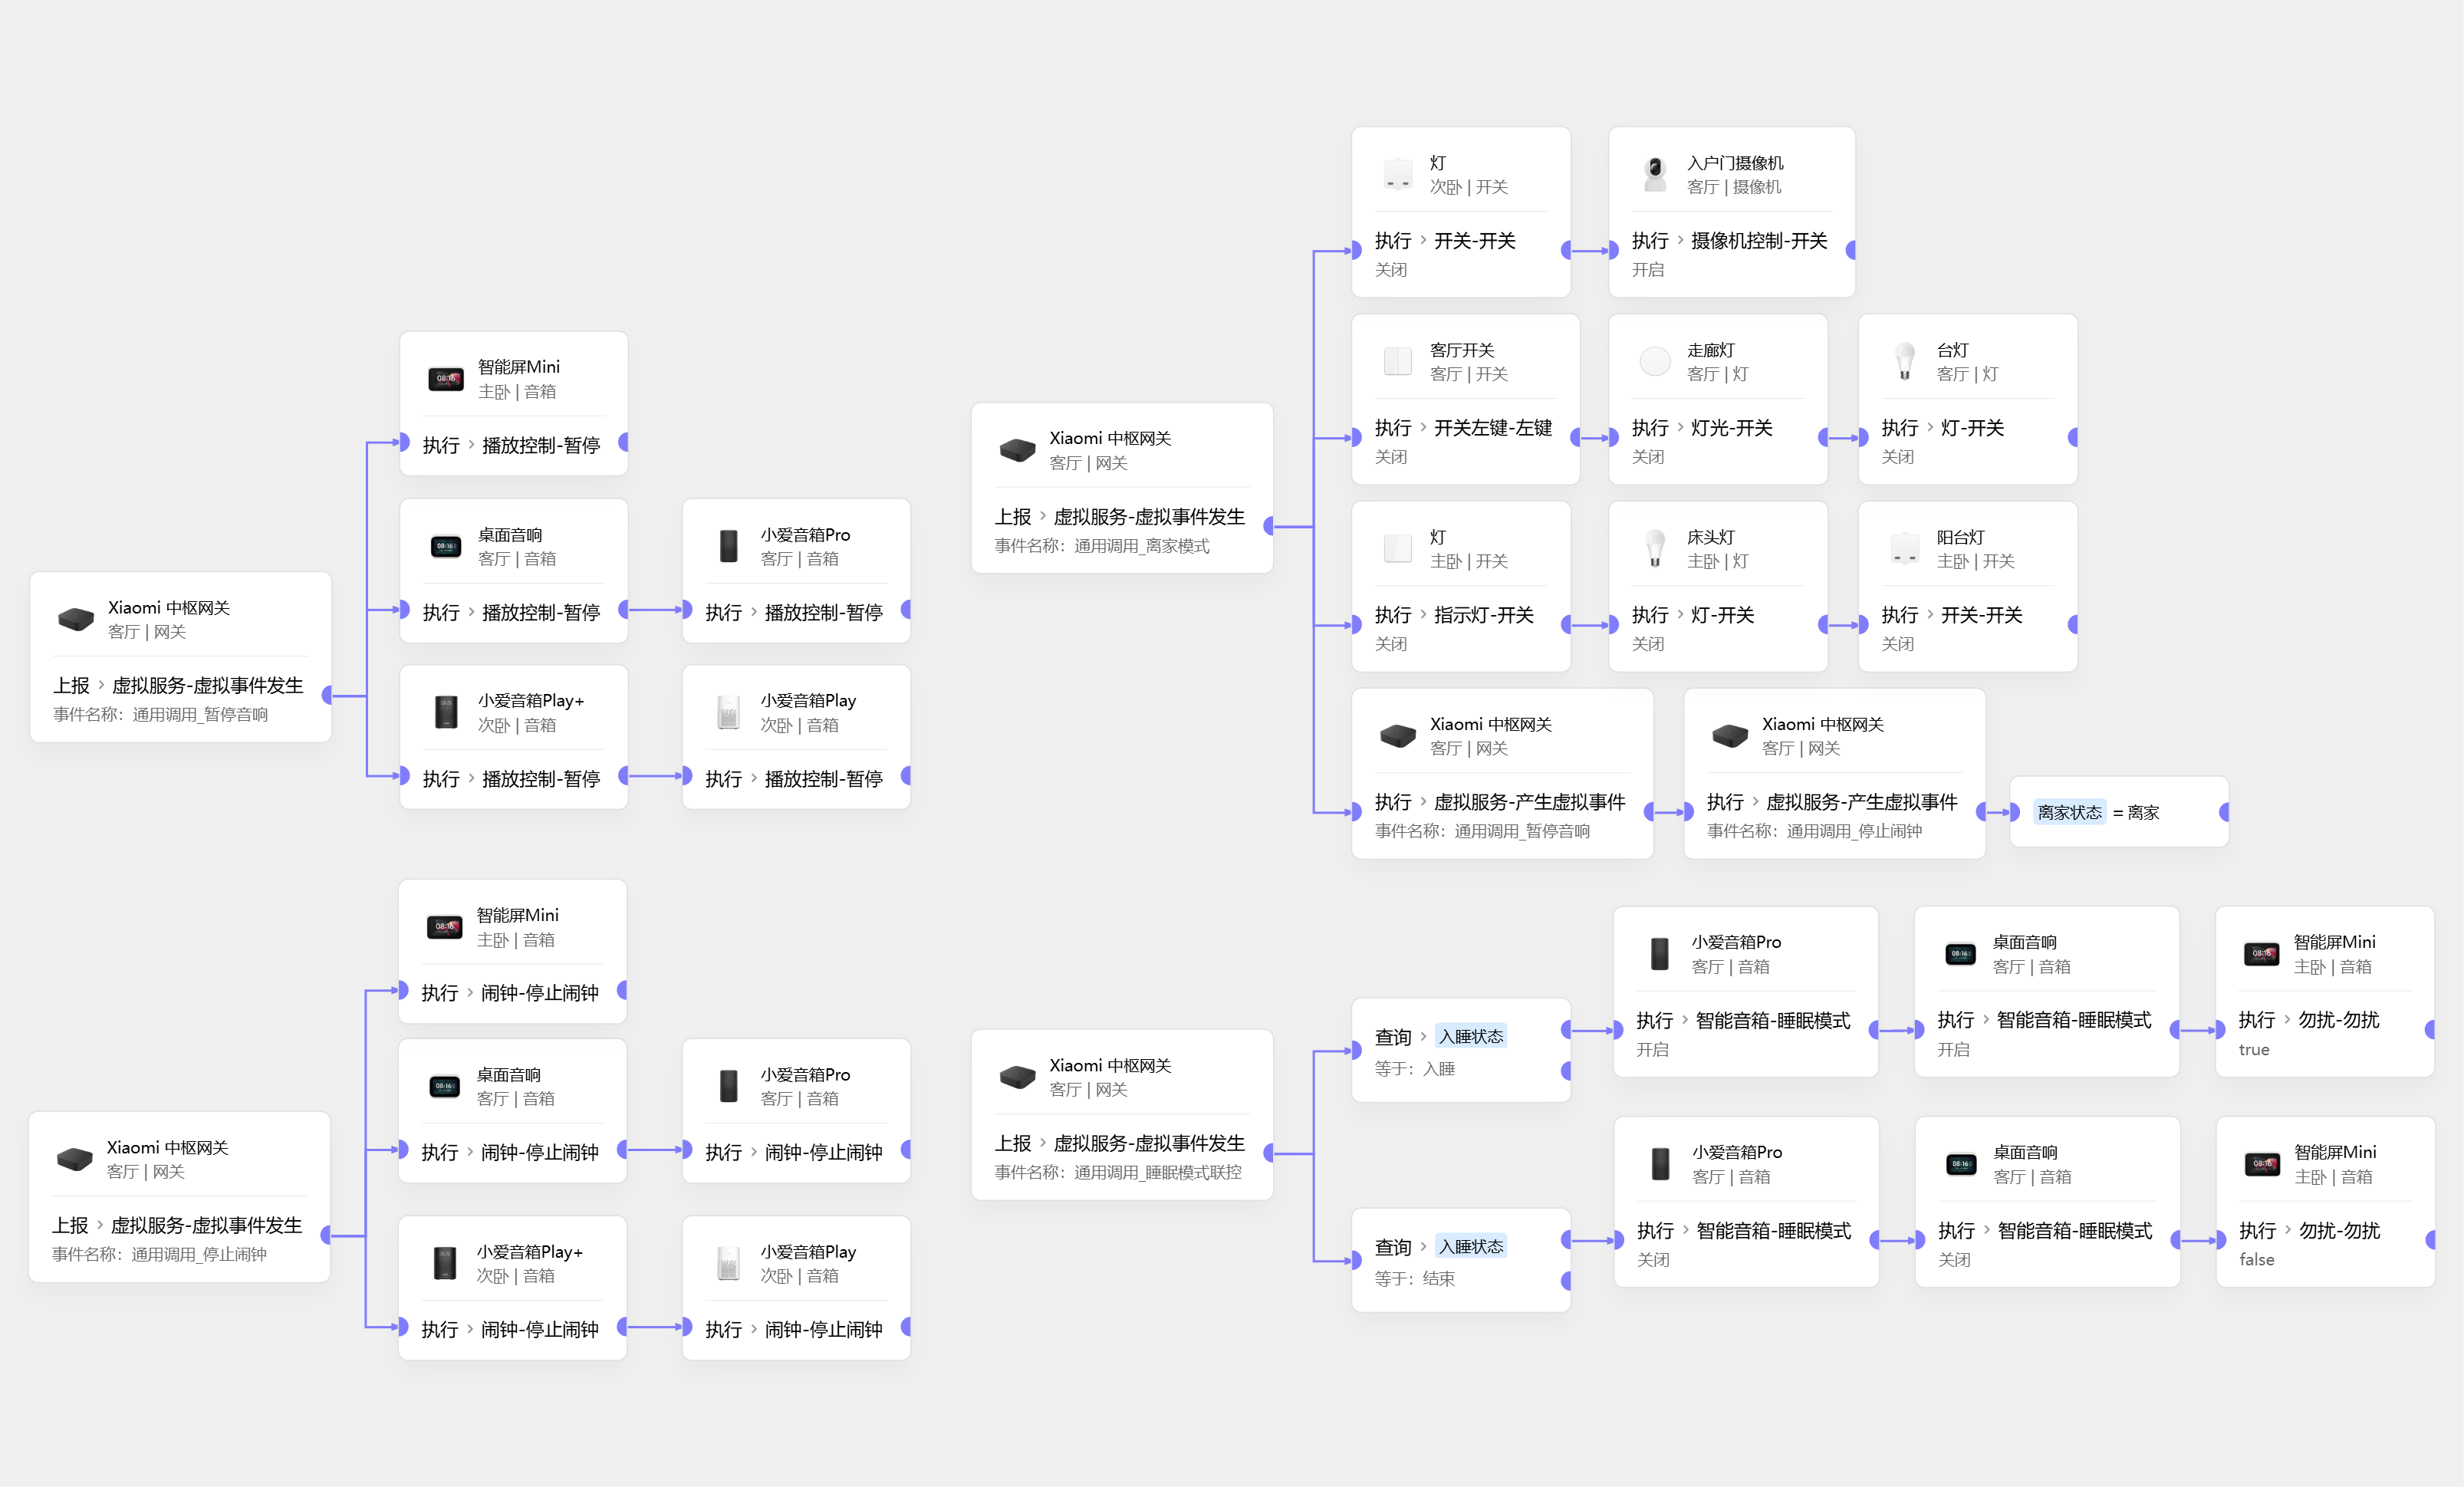 Xiaomi 中枢网关
客厅 | 网关
上报 > 虚拟服务-虚拟事件发生
事件名称：通用调用_暂停音响
智能屏Mini
主卧 | 音箱
执行 > 播放控制-暂停
桌面音响
客厅 | 音箱
执行 > 播放控制-暂停
小爱音箱Pro
客厅 | 音箱
执行 > 播放控制-暂停
小爱音箱Play+
次卧 | 音箱
执行 > 播放控制-暂停
小爱音箱Play
次卧 | 音箱
执行 > 播放控制-暂停
Xiaomi 中枢网关
客厅 | 网关
上报 > 虚拟服务-虚拟事件发生
事件名称：通用调用_停止闹钟
智能屏Mini
主卧 | 音箱
执行 > 闹钟-停止闹钟
桌面音响
客厅 | 音箱
执行 > 闹钟-停止闹钟
小爱音箱Pro
客厅 | 音箱
执行 > 闹钟-停止闹钟
小爱音箱Play+
次卧 | 音箱
执行 > 闹钟-停止闹钟
小爱音箱Play
次卧 | 音箱
执行 > 闹钟-停止闹钟
Xiaomi 中枢网关
客厅 | 网关
上报 > 虚拟服务-虚拟事件发生
事件名称：通用调用_离家模式
灯
次卧 | 开关
执行 > 开关-开关
关闭
入户门摄像机
客厅 | 摄像机
执行 > 摄像机控制-开关
开启
客厅开关
客厅 | 开关
执行 > 开关左键-左键
关闭
走廊灯
客厅 | 灯
执行 > 灯光-开关
关闭
台灯
客厅 | 灯
执行 > 灯-开关
关闭
灯
主卧 | 开关
执行 > 指示灯-开关
关闭
床头灯
主卧 | 灯
执行 > 灯-开关
关闭
阳台灯
主卧 | 开关
执行 > 开关-开关
关闭
Xiaomi 中枢网关
客厅 | 网关
执行 > 虚拟服务-产生虚拟事件
事件名称：通用调用_暂停音响
Xiaomi 中枢网关
客厅 | 网关
执行 > 虚拟服务-产生虚拟事件
事件名称：通用调用_停止闹钟
离家状态 = 离家
Xiaomi 中枢网关
客厅 | 网关
上报 > 虚拟服务-虚拟事件发生
事件名称：通用调用_睡眠模式联控
查询 > 入睡状态
等于：入睡
小爱音箱Pro
客厅 | 音箱
执行 > 智能音箱-睡眠模式
开启
桌面音响
客厅 | 音箱
执行 > 智能音箱-睡眠模式
开启
智能屏Mini
主卧 | 音箱
执行 > 勿扰-勿扰
true
查询 > 入睡状态
等于：结束
小爱音箱Pro
客厅 | 音箱
执行 > 智能音箱-睡眠模式
关闭
桌面音响
客厅 | 音箱
执行 > 智能音箱-睡眠模式
关闭
智能屏Mini
主卧 | 音箱
执行 > 勿扰-勿扰
false